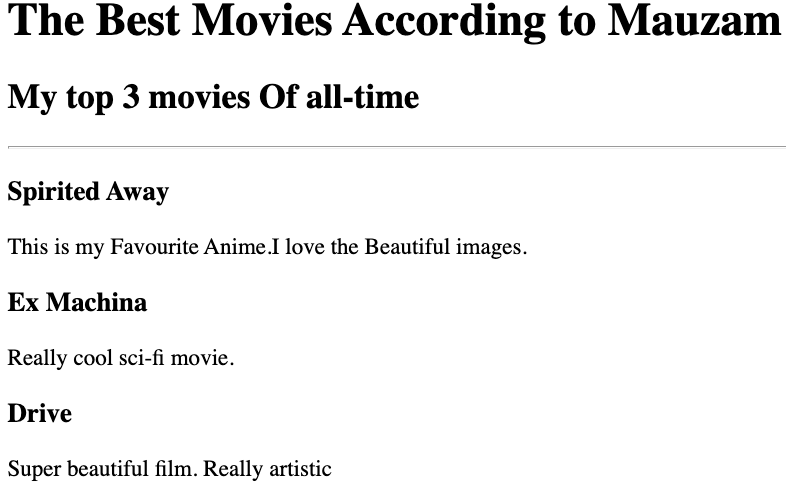 The Best Movies According to Mauzam
My top 3 movies Of all-time
Spirited Away
This is my Favourite Anime.I love the Beautiful images.
Ex Machina
Really cool sci-fi movie.
Drive
Super beautiful film. Really artistic